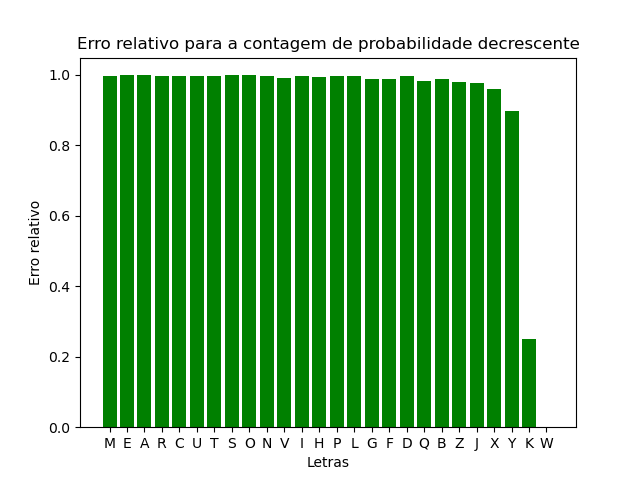 Erro relativo para a contagem de probabilidade decrescente
1.0
0.8
0.6
0.4
0.2
0.0
Erro relativo
M E A R C U T S O N V I H P L G F D Q B Z J X Y K W
Letras